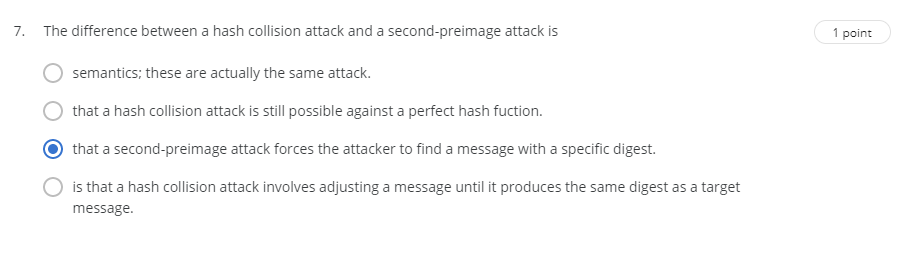 7. The difference between a hash collision attack and a second-preimage attack is
1 point
semantics; these are actually the same attack.
that a hash collision attack is still possible against a perfect hash fuction.
that a second-preimage attack forces the attacker to find a message with a specific digest.
is that a hash collision attack involves adjusting a message until it produces the same digest as a target
message.